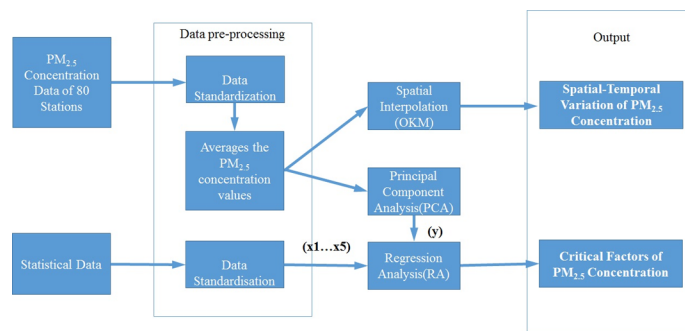 Data pre-processing
Output
PM2.5
Concentration
Data of 80
Stations
Data
Standardization
Spatial
Interpolation
(OKM)
Spatial-Temporal
Variation of PM2.5
Concentration
Averages the
PM2.5
concentration
values
Principal
Component
Analysis(PCA)
(y)
(x1…x5)
Statistical Data
Data
Standardisation
Regression
Analysis(RA)
Critical Factors of
PM2.5 Concentration